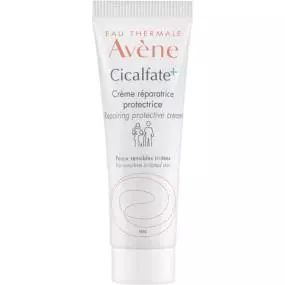 EAU THERMALE
Avène
Cicalfate+
Crème réparatrice
protectrice
Repairing protective cream
Peaux sensibles irritées
For sensitive irritated skin